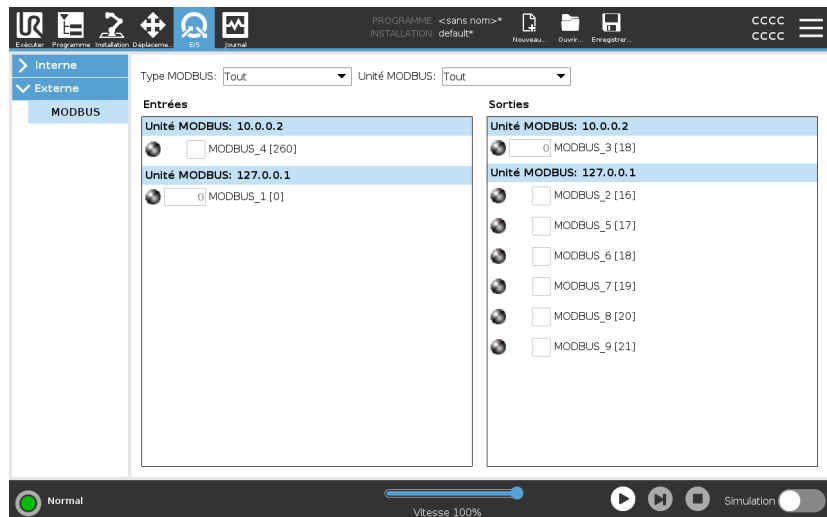 UR
PROGRAMME <sans nom>*
INSTALLATION default*
Exécuter Programme Installation Déplaceme... E/S Journal
Nouveau... Ouvrir... Enregistrer...
cccc
cccc
Interne
Externe
MODBUS
Type MODBUS: Tout Unité MODBUS: Tout
Entrées
Unité MODBUS: 10.0.0.2
MODBUS_4 [260]
Unité MODBUS: 127.0.0.1
0 MODBUS_1 [0]
Sorties
Unité MODBUS: 10.0.0.2
0 MODBUS_3 [18]
Unité MODBUS: 127.0.0.1
MODBUS_2 [16]
MODBUS_5 [17]
MODBUS_6 [18]
MODBUS_7 [19]
MODBUS_8 [20]
MODBUS_9 [21]
Normal
Vitesse 100%
Simulation